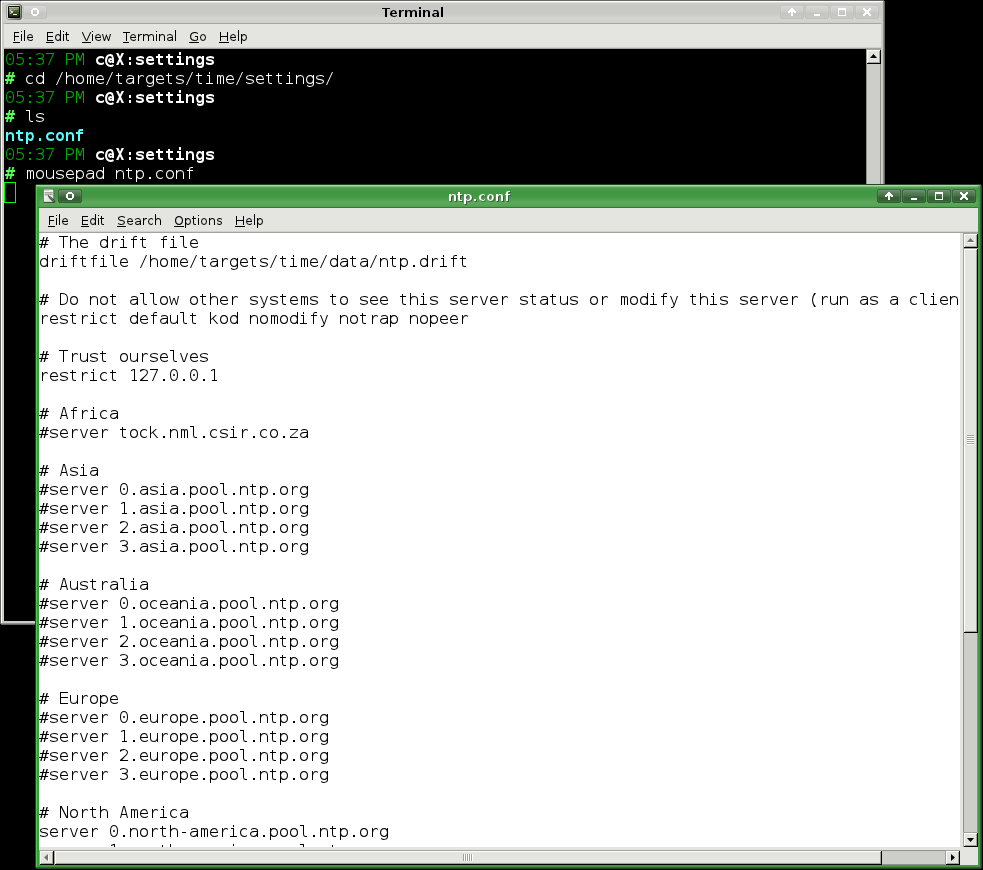 Terminal
File Edit View Terminal Go Help
05:37 PM c@X:settings
# cd /home/targets/time/settings/
05:37 PM c@X:settings
# ls
ntp.conf
05:37 PM c@X:settings
# mousepad ntp.conf
ntp.conf
File Edit Search Options Help
# The drift file
driftfile /home/targets/time/data/ntp.drift
# Do not allow other systems to see this server status or modify this server (run as a clien
restrict default kod nomodify notrap nopeer
# Trust ourselves
restrict 127.0.0.1
# Africa
#server tock.nml.csir.co.za
# Asia
#server 0.asia.pool.ntp.org
#server 1.asia.pool.ntp.org
#server 2.asia.pool.ntp.org
#server 3.asia.pool.ntp.org
# Australia
#server 0.oceania.pool.ntp.org
#server 1.oceania.pool.ntp.org
#server 2.oceania.pool.ntp.org
#server 3.oceania.pool.ntp.org
# Europe
#server 0.europe.pool.ntp.org
#server 1.europe.pool.ntp.org
#server 2.europe.pool.ntp.org
#server 3.europe.pool.ntp.org
# North America
server 0.north-america.pool.ntp.org